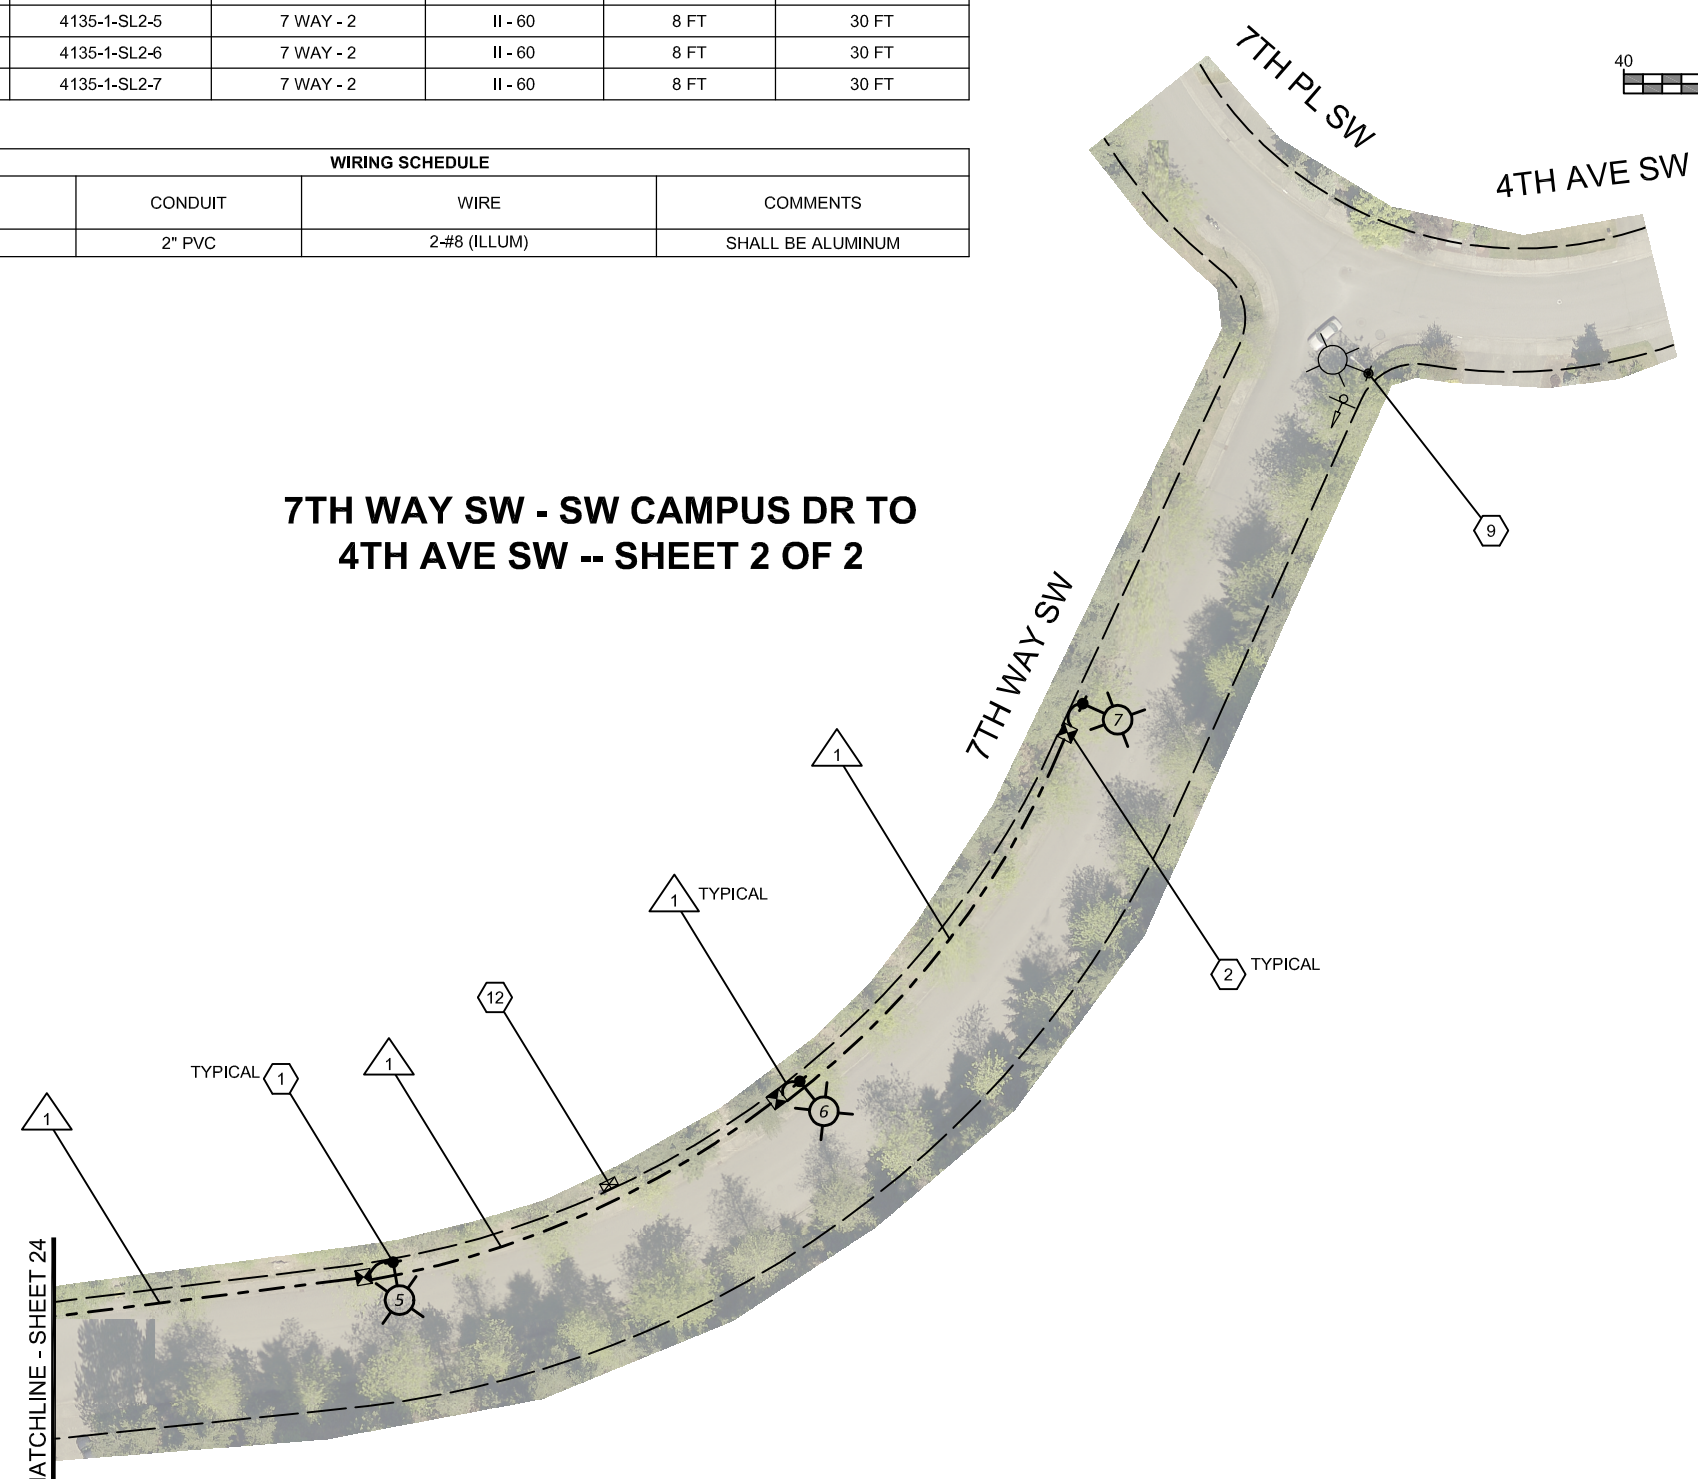 4135-1-SL2-5 7 WAY - 2 II - 60 8 FT 30 FT
4135-1-SL2-6 7 WAY - 2 II - 60 8 FT 30 FT
4135-1-SL2-7 7 WAY - 2 II - 60 8 FT 30 FT
WIRING SCHEDULE
CONDUIT WIRE COMMENTS
2" PVC 2-#8 (ILLUM) SHALL BE ALUMINUM
40
7TH PL SW
4TH AVE SW
7TH WAY SW - SW CAMPUS DR TO
4TH AVE SW -- SHEET 2 OF 2
9
7TH WAY SW
7
1
1 TYPICAL
2 TYPICAL
12
TYPICAL 1
1
1
6
5
MATCHLINE - SHEET 24